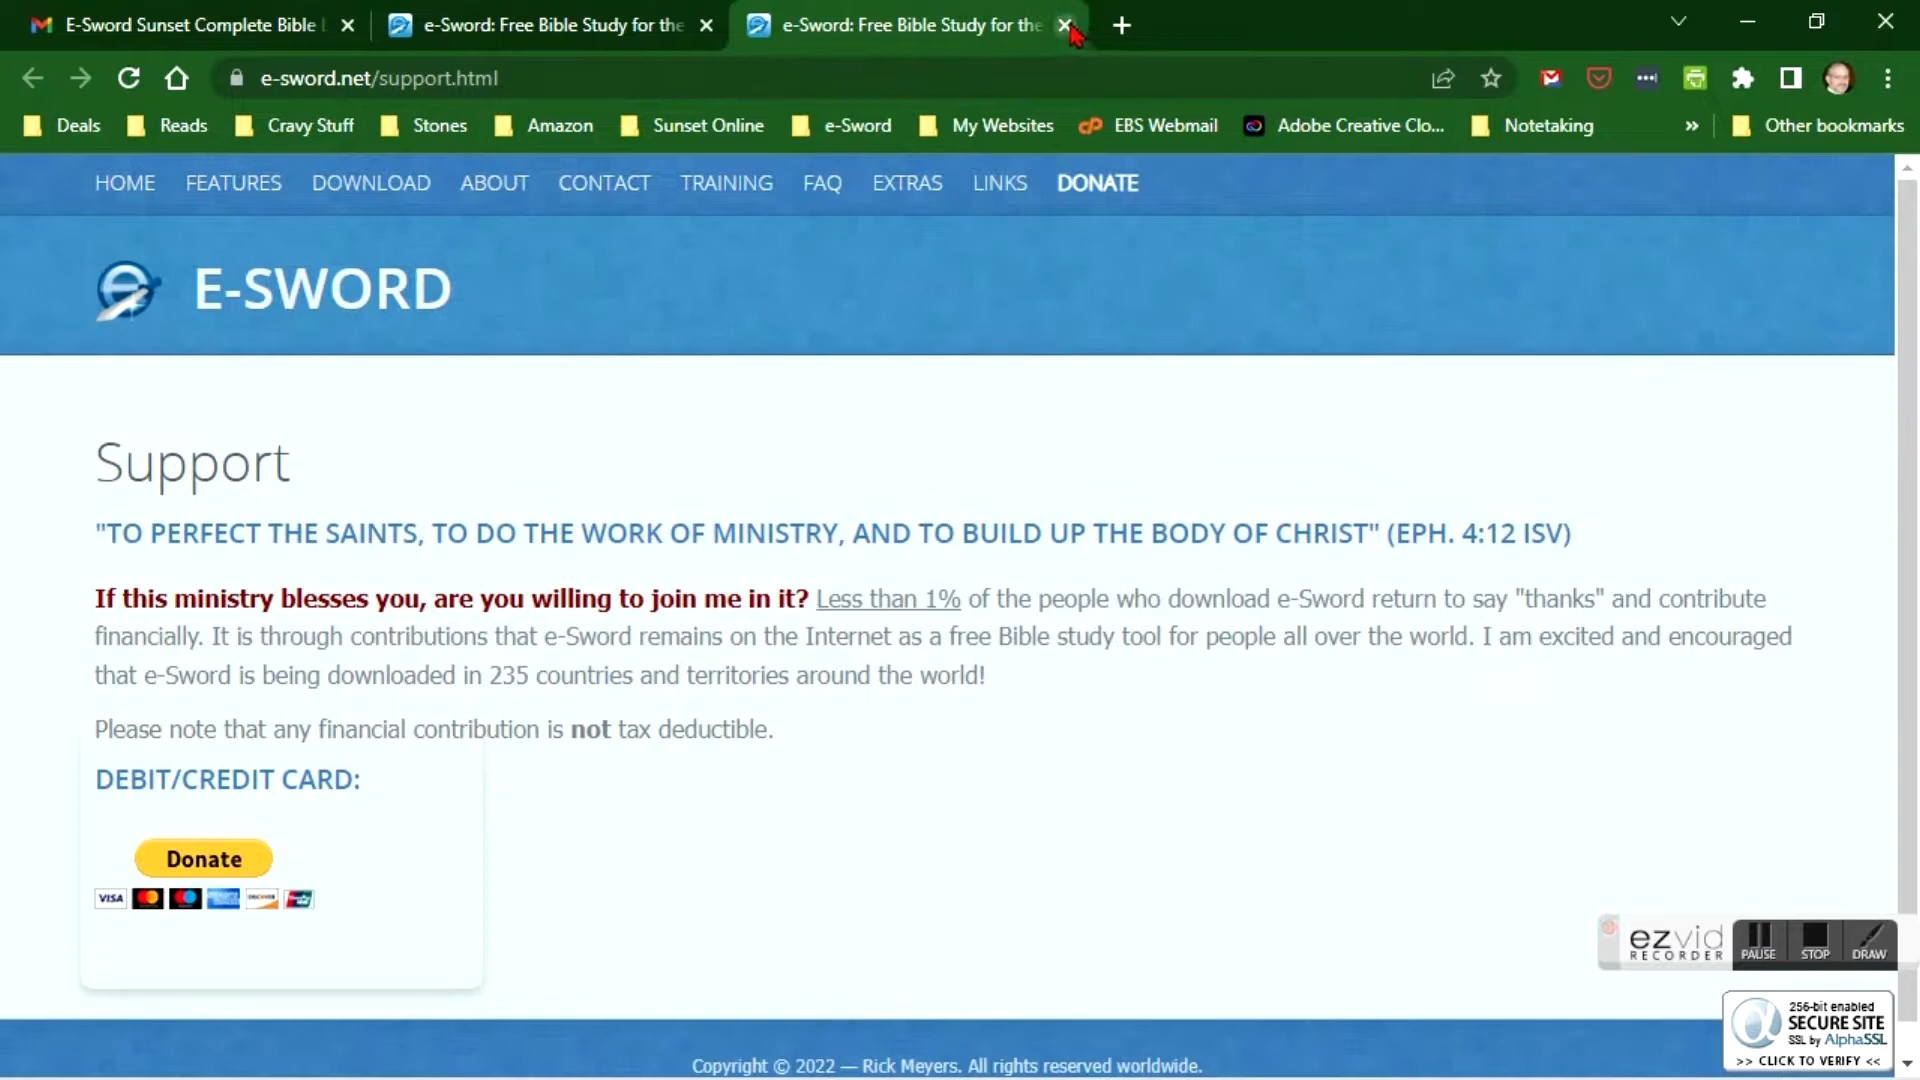 E-Sword Sunset Complete Bible
e-Sword: Free Bible Study for the
e-Sword: Free Bible Study for the
e-sword.net/support.html
Deals Reads Cravy Stuff Stones Amazon Sunset Online e-Sword My Websites EBS Webmail Adobe Creative Clo... Notetaking » Other bookmarks
HOME FEATURES DOWNLOAD ABOUT CONTACT TRAINING FAQ EXTRAS LINKS DONATE
E-SWORD
Support
"TO PERFECT THE SAINTS, TO DO THE WORK OF MINISTRY, AND TO BUILD UP THE BODY OF CHRIST" (EPH. 4:12 ISV)
If this ministry blesses you, are you willing to join me in it? Less than 1% of the people who download e-Sword return to say "thanks" and contribute
financially. It is through contributions that e-Sword remains on the Internet as a free Bible study tool for people all over the world. I am excited and encouraged
that e-Sword is being downloaded in 235 countries and territories around the world!
Please note that any financial contribution is not tax deductible.
DEBIT/CREDIT CARD:
Donate
VISA
DISCOVER
ezvid
RECORDER
PAUSE STOP DRAW
256-bit enabled
SECURE SITE
SSL by AlphaSSL
>> CLICK TO VERIFY <<
Copyright © 2022 — Rick Meyers. All rights reserved worldwide.